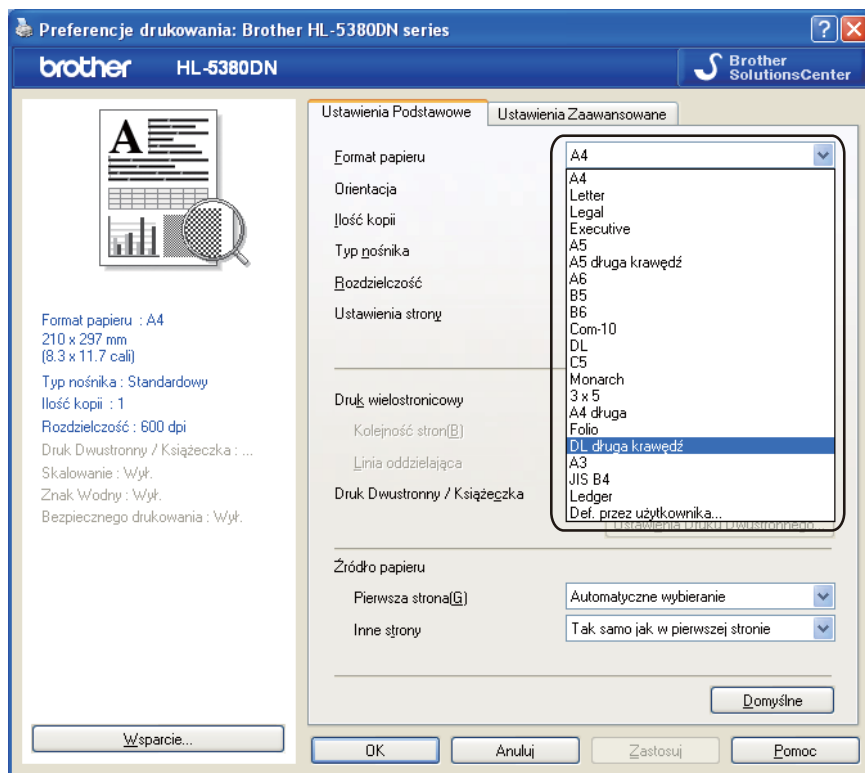 Preferencje drukowania: Brother HL-5380DN series
brother HL-5380DN
Brother
SolutionsCenter
A
Format papieru : A4
210 x 297 mm
(8.3 x 11.7 cali)
Typ nośnika : Standardowy
Ilość kopii : 1
Rozdzielczość : 600 dpi
Druk Dwustronny / Książeczka : ...
Skalowanie : Wył.
Znak Wodny : Wył.
Bezpiecznego drukowania : Wył.
Wsparcie...
Ustawienia Podstawowe
Ustawienia Zaawansowane
Format papieru
A4
Orientacja
Ilość kopii
Typ nośnika
Rozdzielczość
Ustawienia strony
A4
Letter
Legal
Executive
A5
A5 długa krawędź
A6
B5
B6
Com-10
DL
C5
Monarch
3 x 5
A4 długa
Folio
DL długa krawędź
A3
JIS B4
Ledger
Def. przez użytkownika...
Druk wielostronicowy
Kolejność stron(B)
Linia oddzielająca
Druk Dwustronny / Książeczka
Ustawienia Druku Dwustronnego...
Źródło papieru
Pierwsza strona(G)
Automatyczne wybieranie
Inne strony
Tak samo jak w pierwszej stronie
Domyślne
OK
Anuluj
Zastosuj
Pomoc